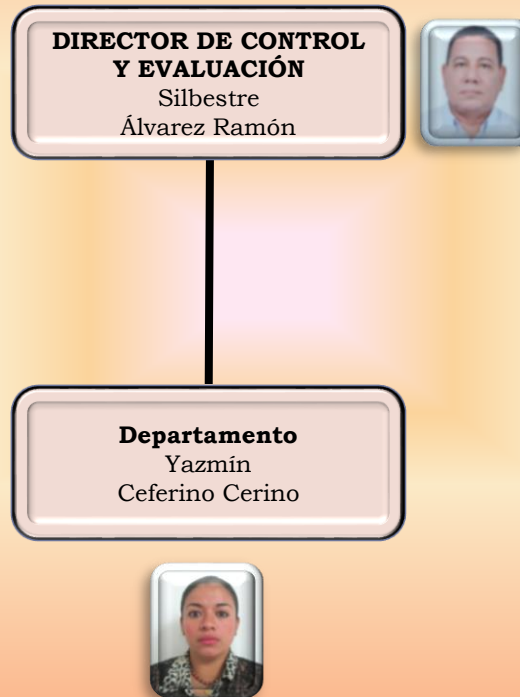 DIRECTOR DE CONTROL
Y EVALUACIÓN
Silbestre
Álvarez Ramón
Departamento
Yazmín
Ceferino Cerino